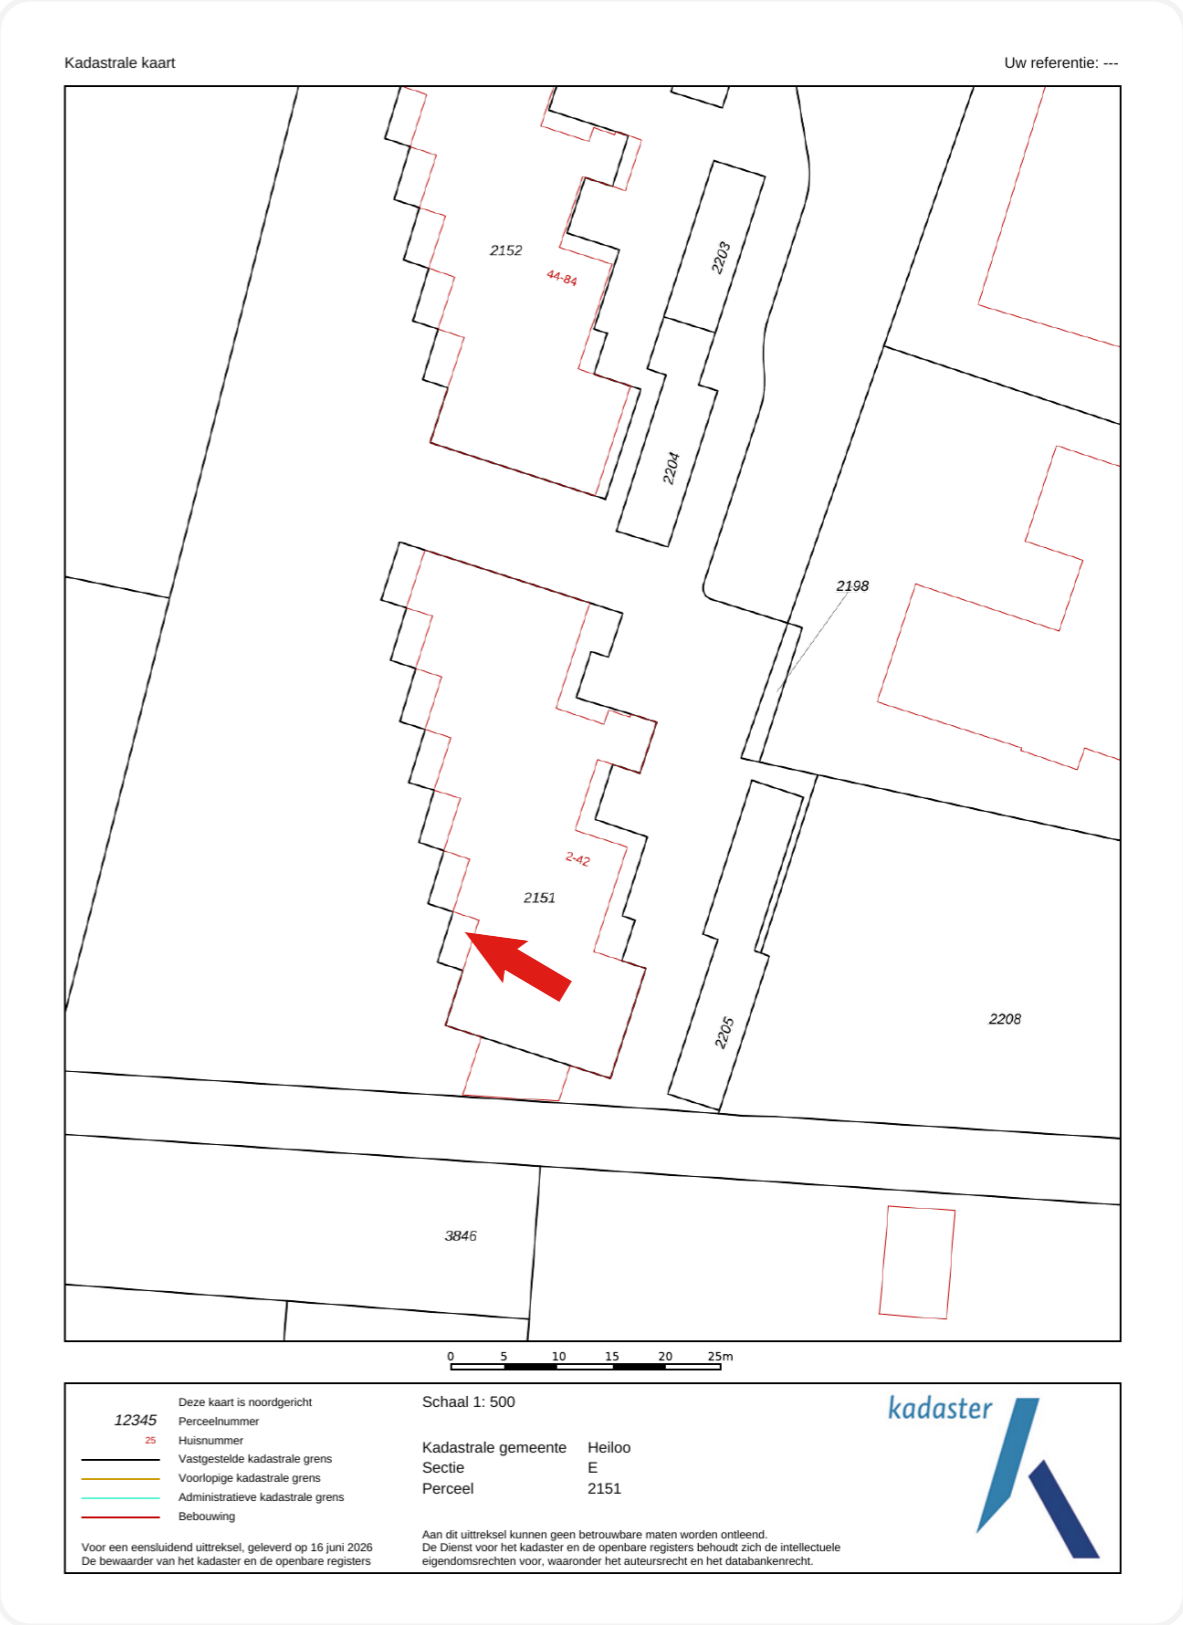 Kadastrale kaart
Uw referentie: ---
2152
44-84
2203
2204
2198
2-42
2151
2208
2205
3846
0 5 10 15 20 25m
Deze kaart is noordgericht
12345 Perceelnummer
25 Huisnummer
Vastgestelde kadastrale grens
Voorlopige kadastrale grens
Administratieve kadastrale grens
Bebouwing
Voor een eensluidend uittreksel, geleverd op 16 juni 2026
De bewaarder van het kadaster en de openbare registers
Schaal 1: 500
Kadastrale gemeente Heiloo
Sectie E
Perceel 2151
Aan dit uittreksel kunnen geen betrouwbare maten worden ontleend.
De Dienst voor het kadaster en de openbare registers behoudt zich de intellectuele
eigendomsrechten voor, waaronder het auteursrecht en het databankenrecht.
kadaster